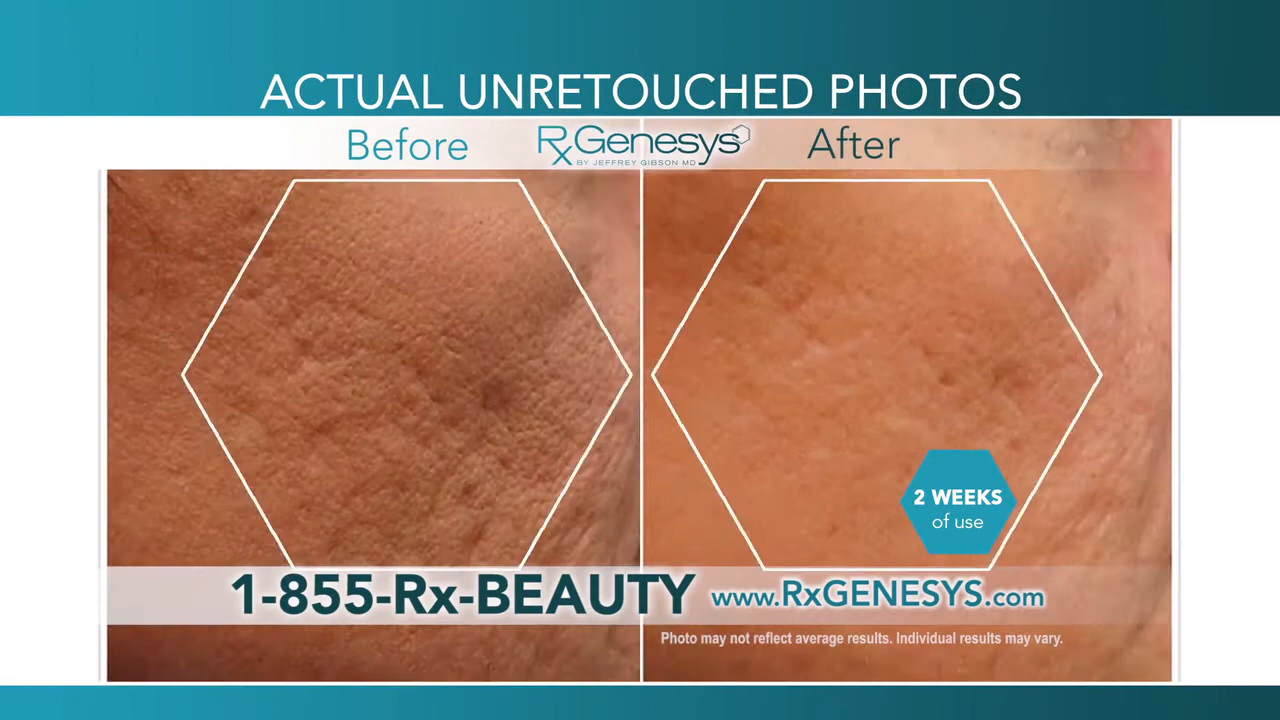 ACTUAL UNRETOUCHED PHOTOS
Before
RxGenesys
BY JEFFREY GIBSON MD
After
2 WEEKS
of use
1-855-Rx-BEAUTY www.RxGENESYS.com
Photo may not reflect average results. Individual results may vary.